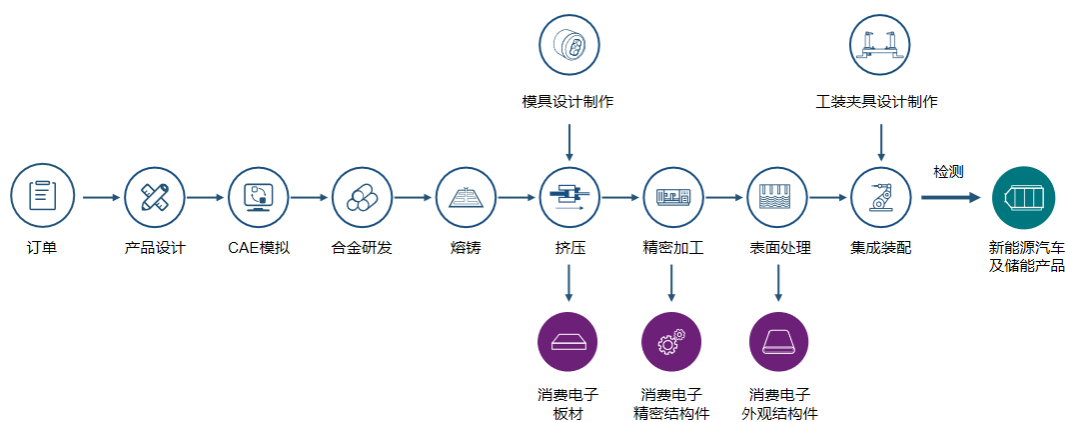 模具设计制作
工装夹具设计制作
检测
订单
产品设计
CAE模拟
合金研发
熔铸
挤压
精密加工
表面处理
集成装配
新能源汽车
及储能产品
消费电子
板材
消费电子
精密结构件
消费电子
外观结构件